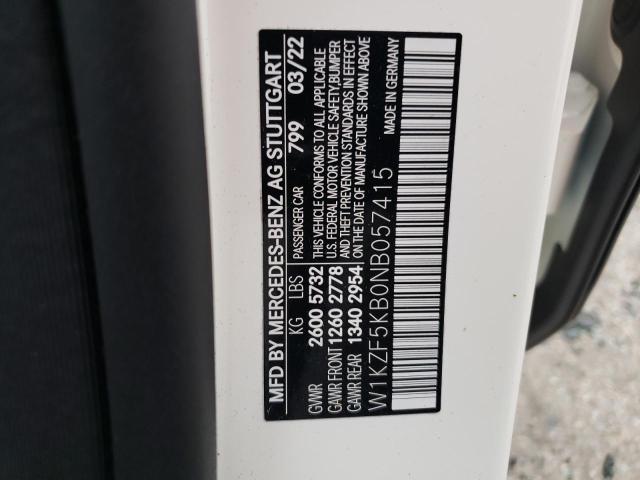 MFD BY MERCEDES-BENZ AG STUTTGART
KG LBS PASSENGER CAR 799 03/22
GVWR 2600 5732 THIS VEHICLE CONFORMS TO ALL APPLICABLE
GAWR FRONT 1260 2778 U.S. FEDERAL MOTOR VEHICLE SAFETY,BUMPER
AND THEFT PREVENTION STANDARDS IN EFFECT
GAWR REAR 1340 2954 ON THE DATE OF MANUFACTURE SHOWN ABOVE
W1KZF5KB0NB057415 MADE IN GERMANY